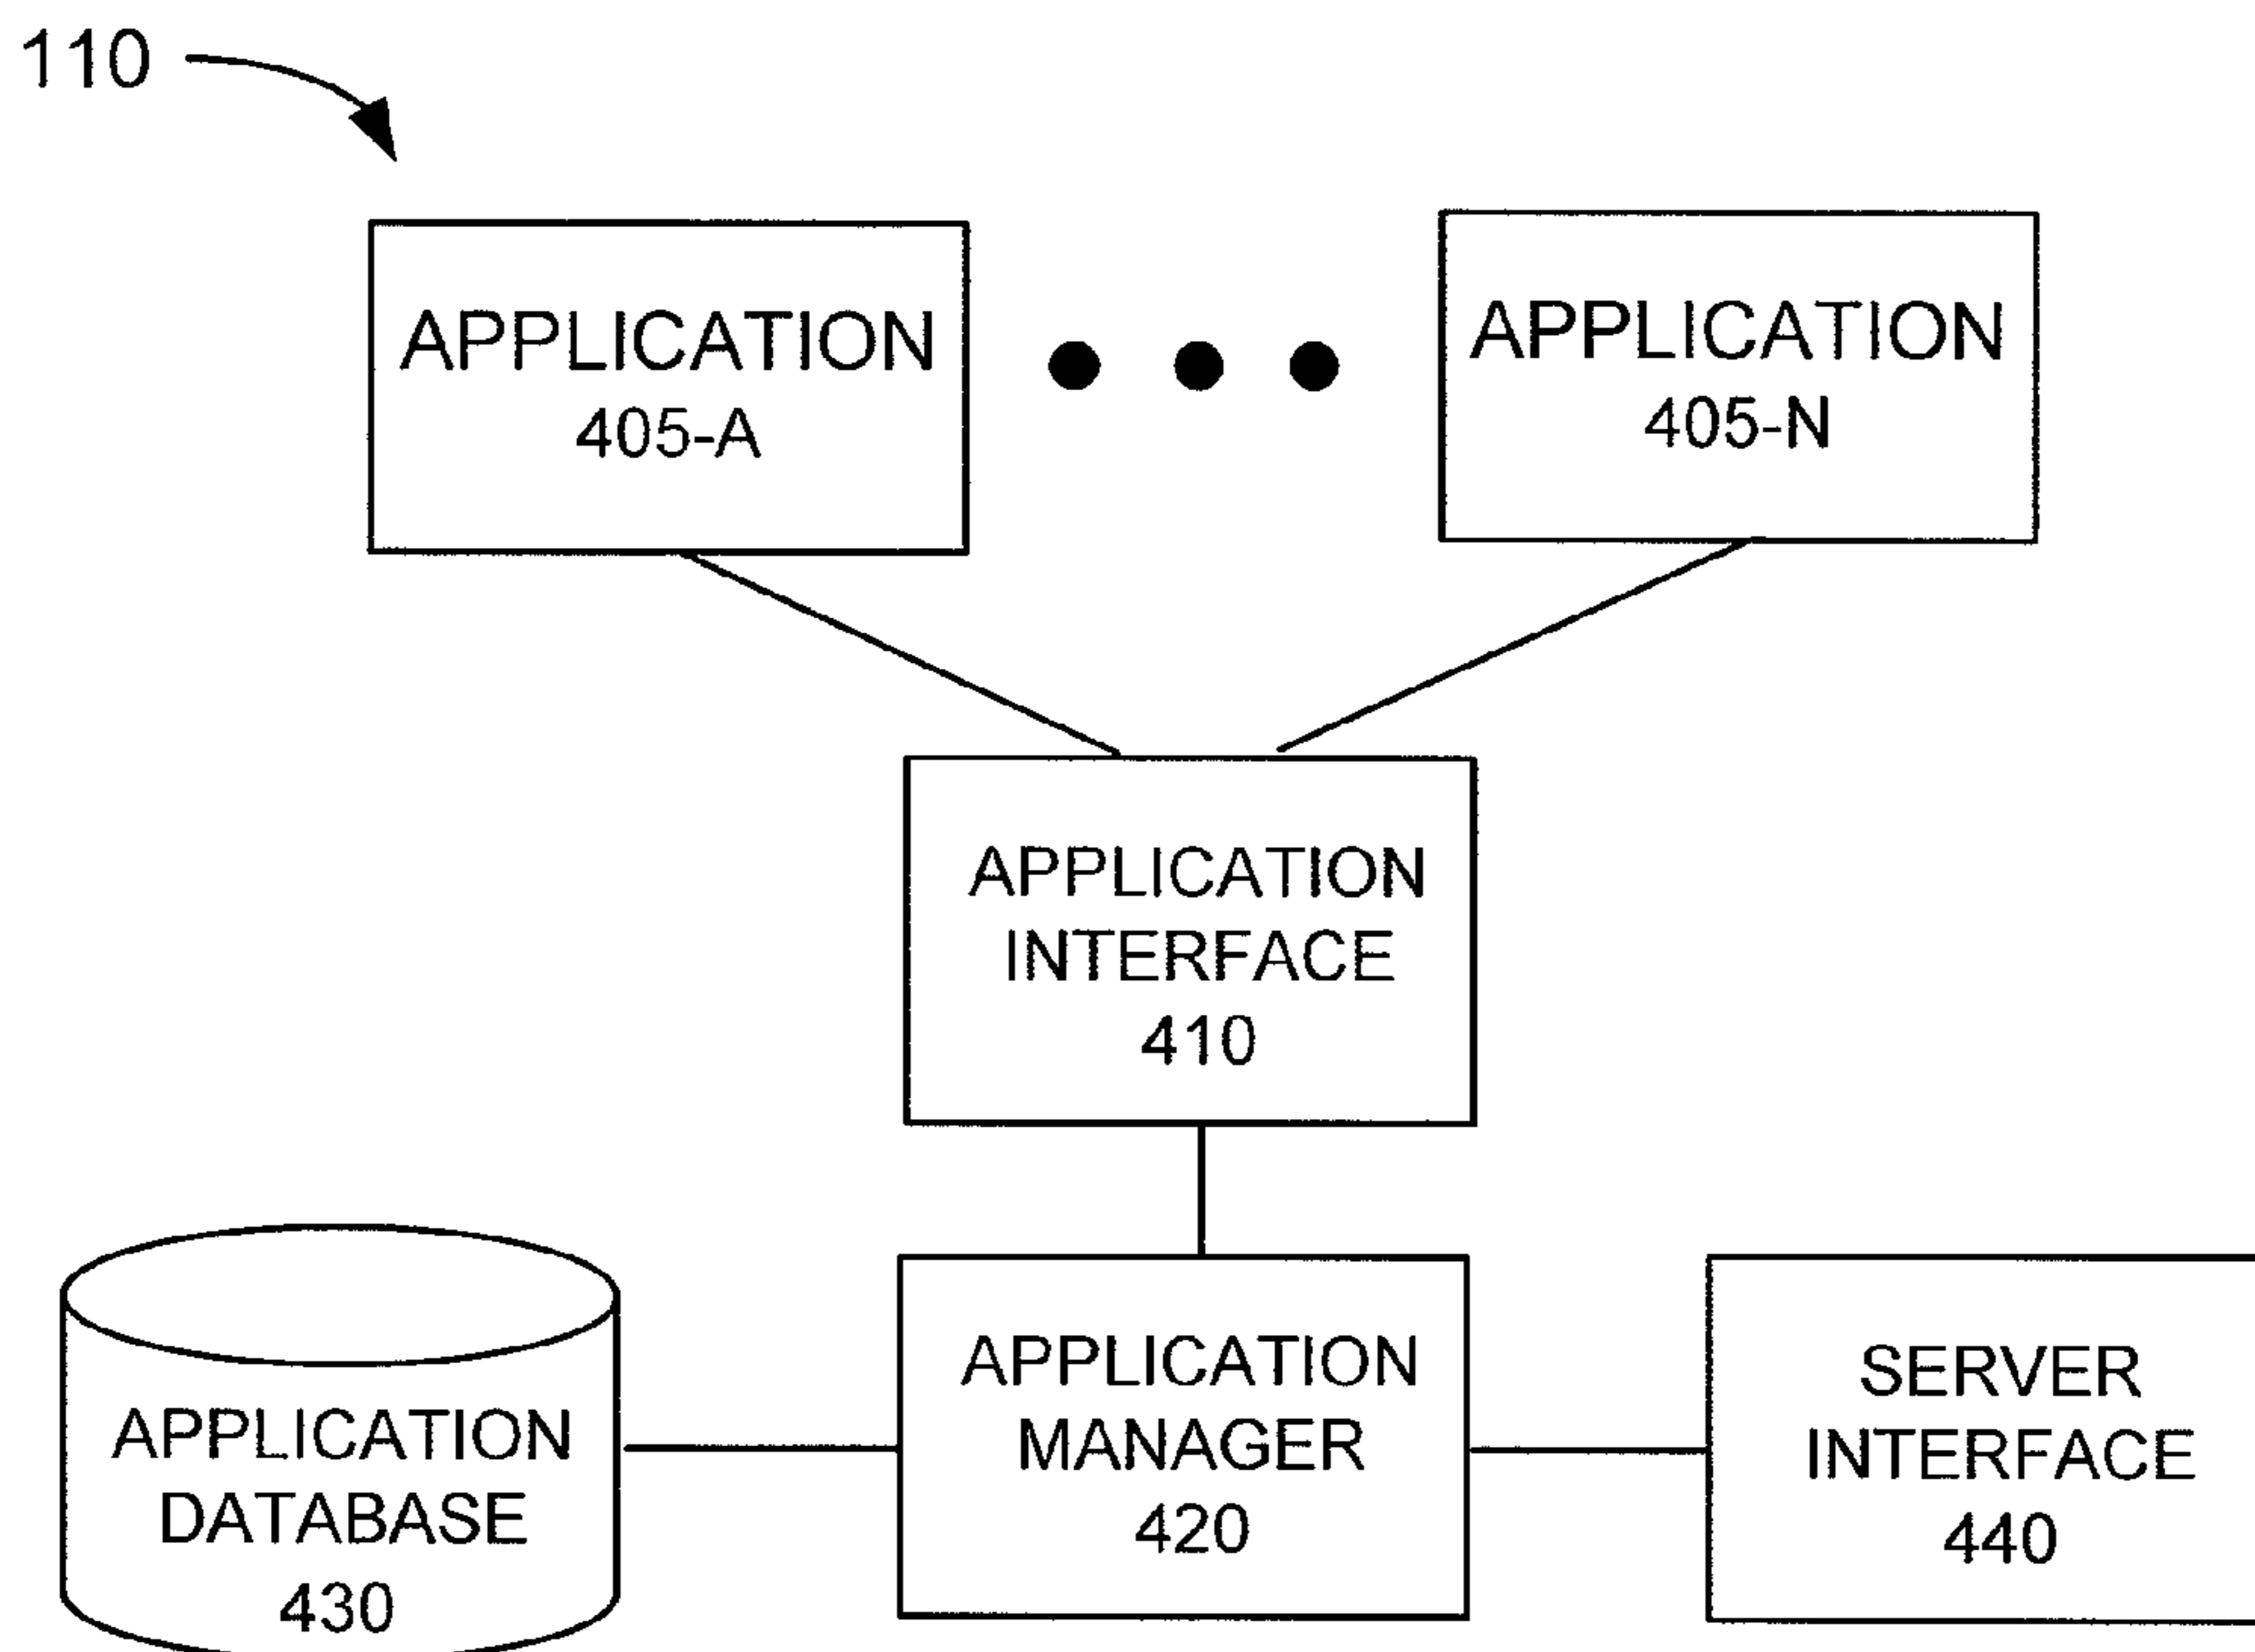 110
APPLICATION
405-A
APPLICATION
405-N
APPLICATION
INTERFACE
410
APPLICATION
DATABASE
430
APPLICATION
MANAGER
420
SERVER
INTERFACE
440